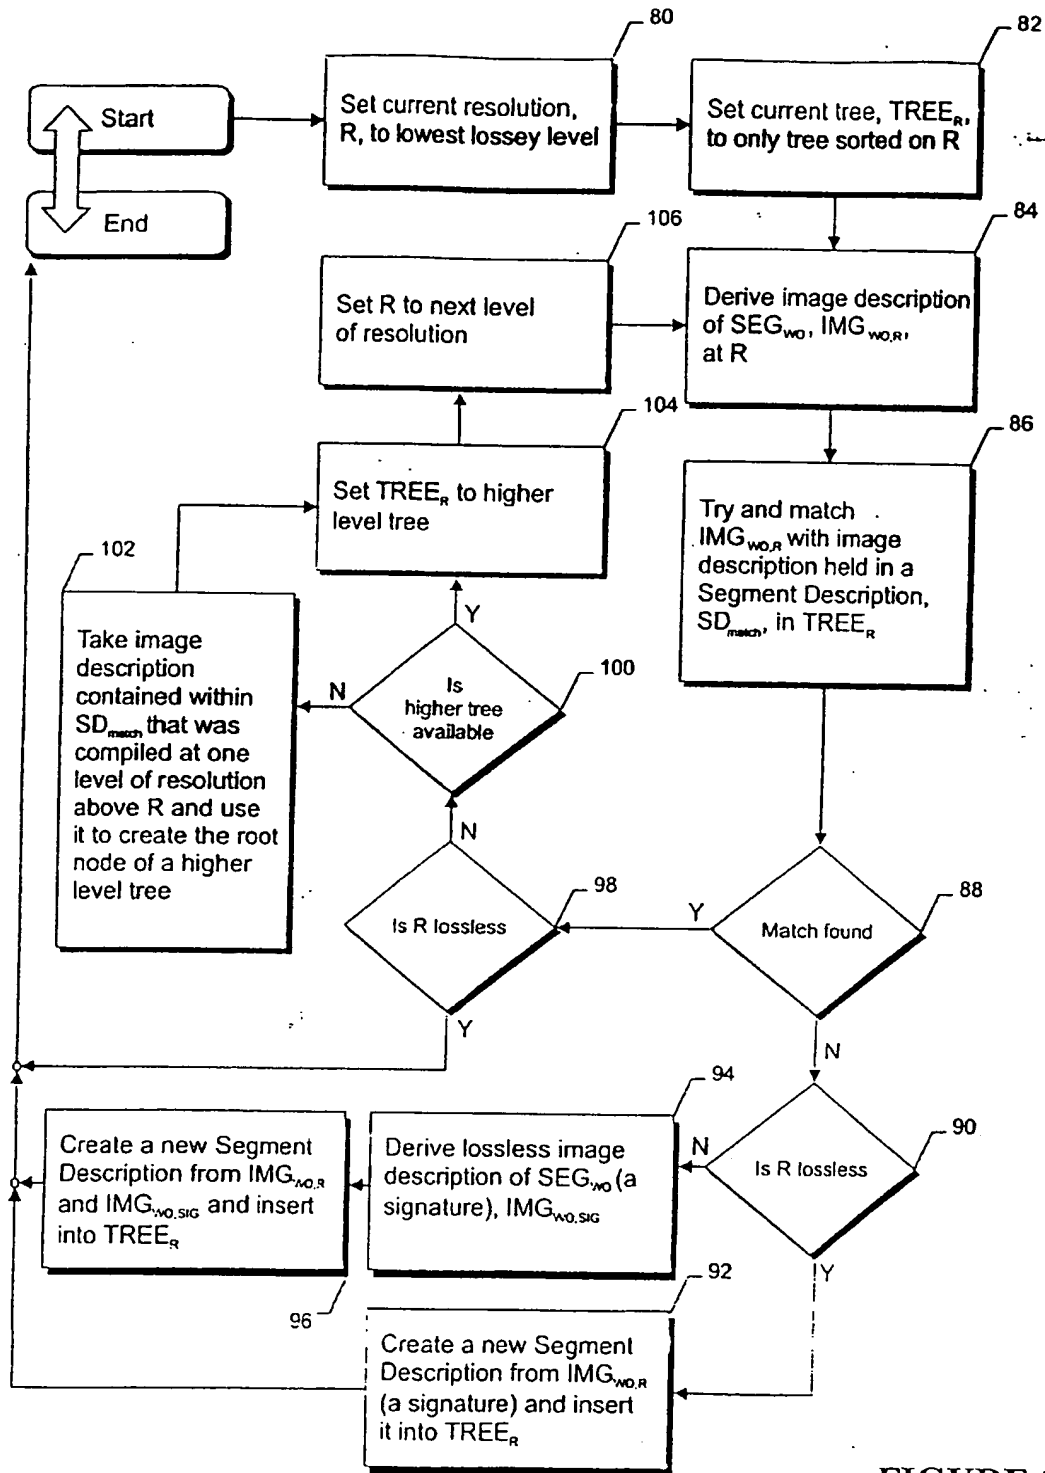 80
82
Start
Set current resolution,
R, to lowest lossey level
Set current tree, TREE_R,
to only tree sorted on R
End
106
84
Set R to next level
of resolution
Derive image description
of SEG_WO, IMG_WO,R,
at R
104
86
Set TREE_R to higher
level tree
Try and match
IMG_WO,R with image
description held in a
Segment Description,
SD_match, in TREE_R
102
Take image
description
contained within
SD_match that was
compiled at one
level of resolution
above R and use
it to create the root
node of a higher
level tree
Y
N
Is
higher tree
available
100
N
98
Is R lossless
Y
Y
Match found
88
N
94
90
Is R lossless
N
Y
Create a new Segment
Description from IMG_WO,R
and IMG_WO,SIG and insert
into TREE_R
Derive lossless image
description of SEG_WO (a
signature), IMG_WO,SIG
96
92
Create a new Segment
Description from IMG_WO,R
(a signature) and insert
it into TREE_R